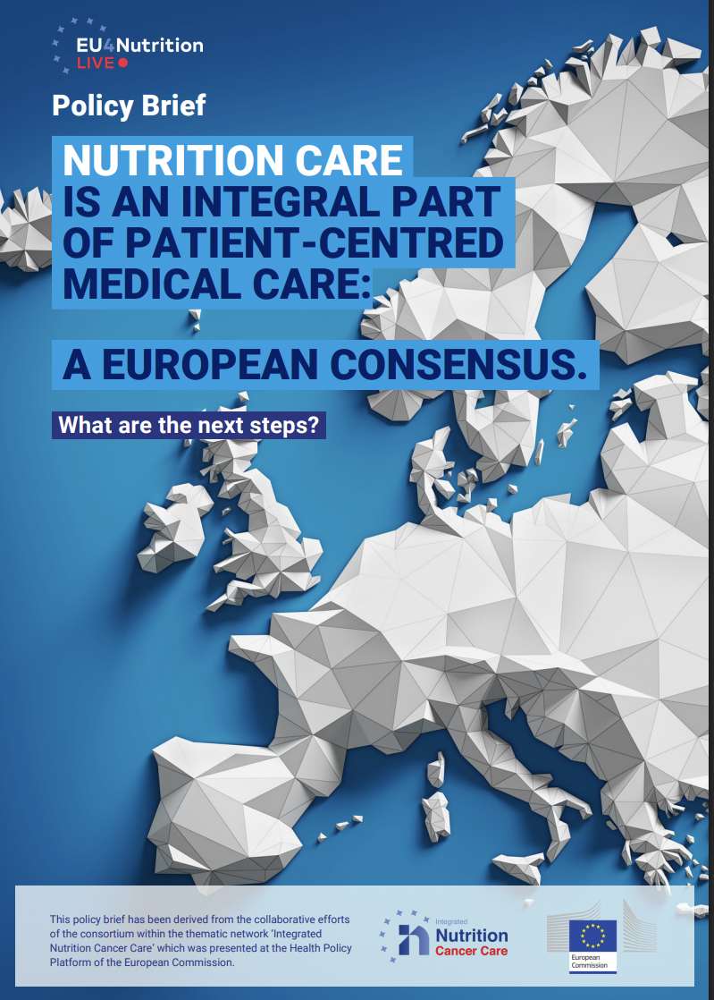 EU4Nutrition
LIVE
Policy Brief
NUTRITION CARE
IS AN INTEGRAL PART
OF PATIENT-CENTRED
MEDICAL CARE:
A EUROPEAN CONSENSUS.
What are the next steps?
This policy brief has been derived from the collaborative efforts
of the consortium within the thematic network ‘Integrated
Nutrition Cancer Care’ which was presented at the Health Policy
Platform of the European Commission.
in
Integrated
Nutrition
Cancer Care
European
Commission